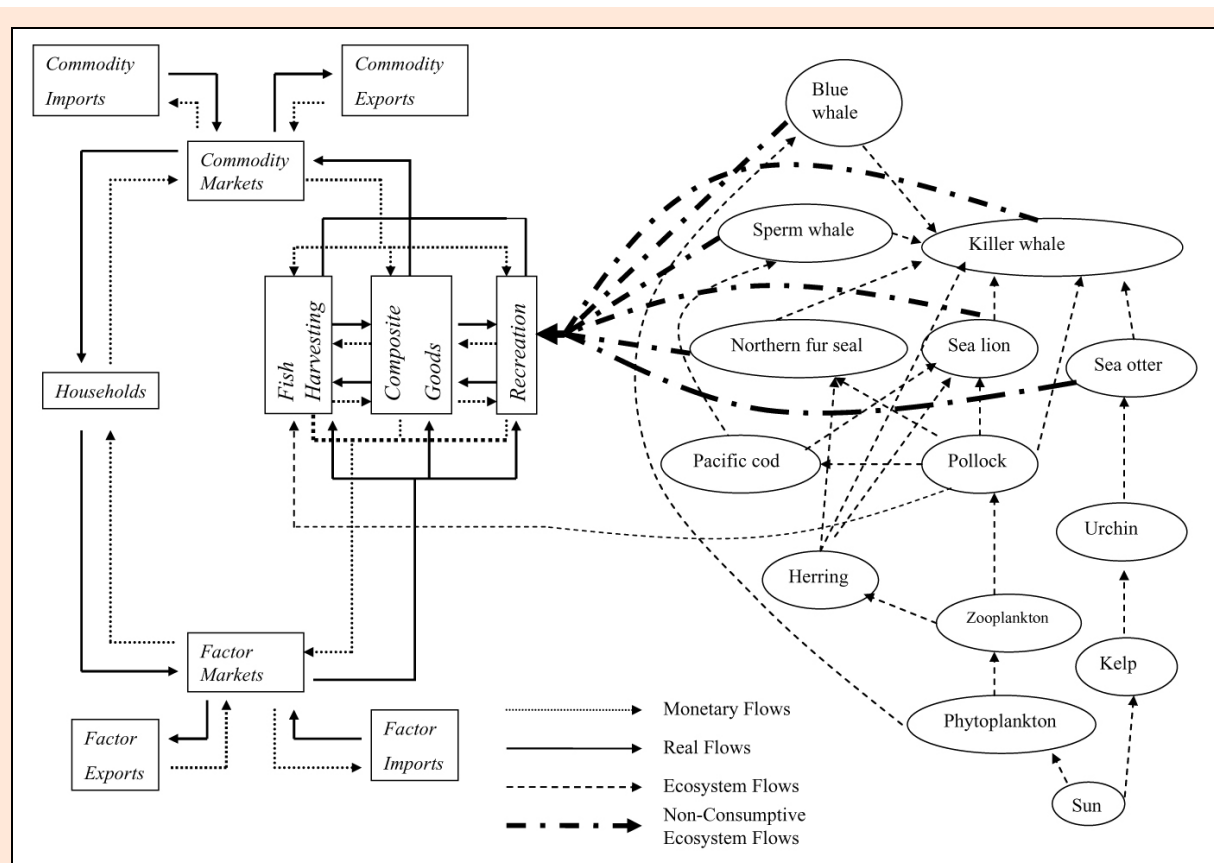 Commodity
Imports
Commodity
Exports
Commodity
Markets
Fish
Harvesting
Composite
Goods
Recreation
Households
Factor
Markets
Factor
Exports
Factor
Imports
Blue
whale
Sperm whale
Killer whale
Northern fur seal
Sea lion
Sea otter
Pacific cod
Pollock
Urchin
Herring
Zooplankton
Kelp
Phytoplankton
Sun
Monetary Flows
Real Flows
Ecosystem Flows
Non-Consumptive
Ecosystem Flows